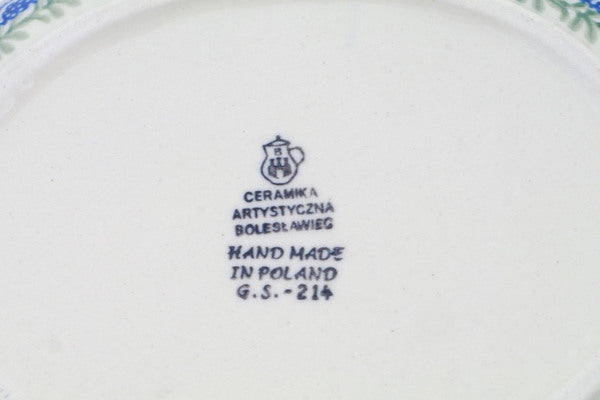 B
CERAMIKA
ARTYSTYCZNA
BOLESŁAWIEC
HAND MADE
IN POLAND
G.S.-214